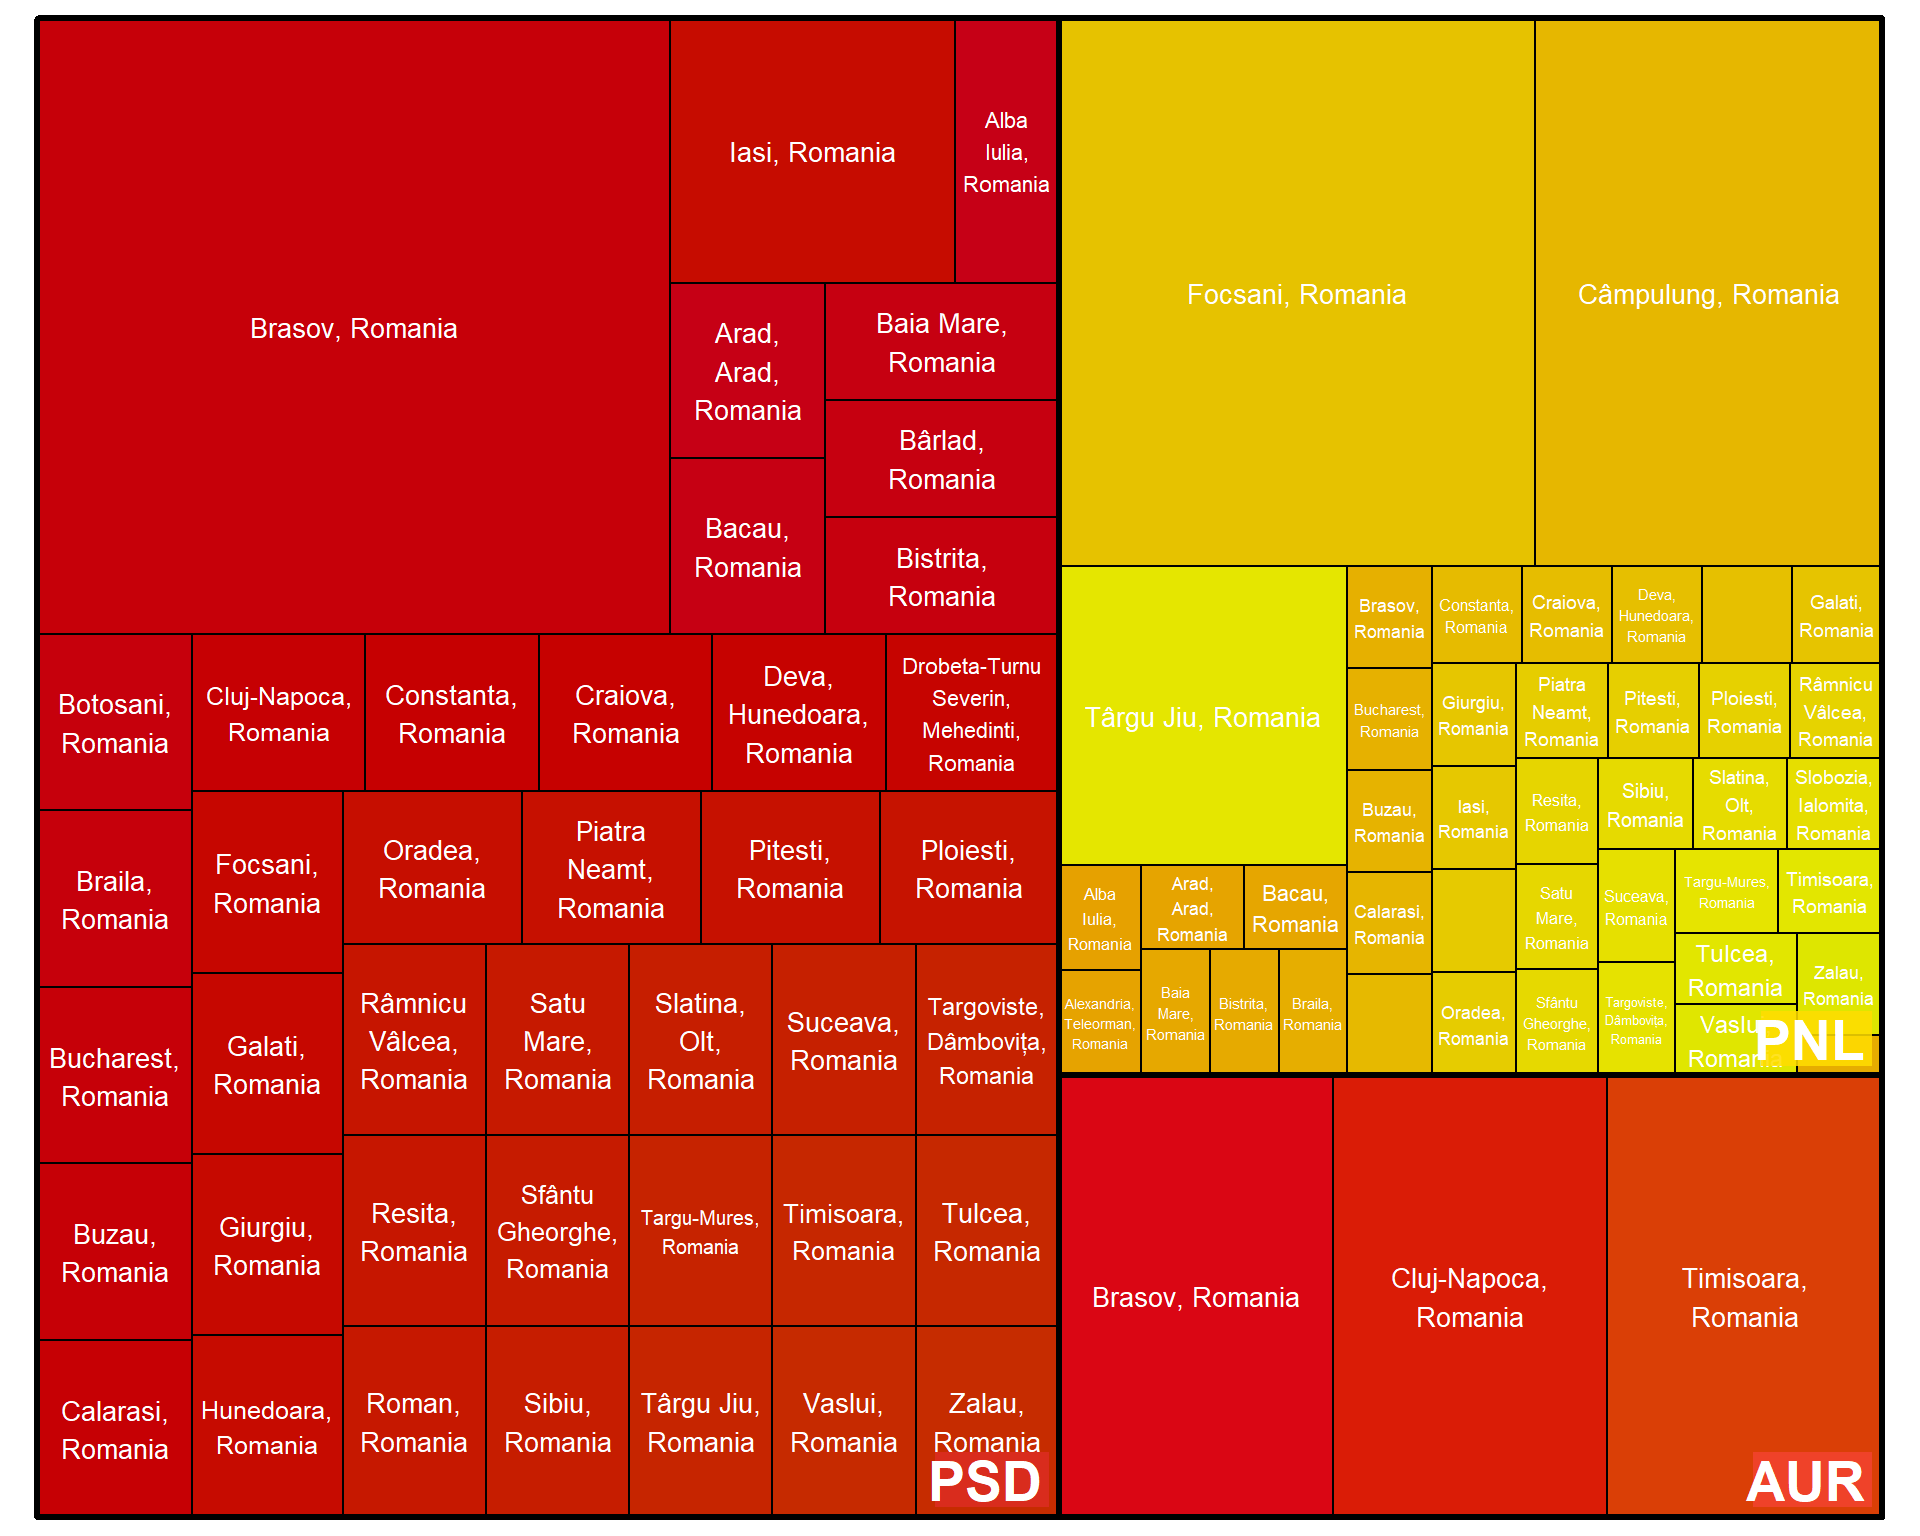 Brasov, Romania
Iasi, Romania
Alba
Iulia,
Romania
Arad,
Arad,
Romania
Baia Mare,
Romania
Bârlad,
Romania
Bacau,
Romania
Bistrita,
Romania
Botosani,
Romania
Cluj-Napoca,
Romania
Constanta,
Romania
Craiova,
Romania
Deva,
Hunedoara,
Romania
Drobeta-Turnu
Severin,
Mehedinti,
Romania
Braila,
Romania
Focsani,
Romania
Oradea,
Romania
Piatra
Neamt,
Romania
Pitesti,
Romania
Ploiesti,
Romania
Bucharest,
Romania
Galati,
Romania
Râmnicu
Vâlcea,
Romania
Satu
Mare,
Romania
Slatina,
Olt,
Romania
Suceava,
Romania
Targoviste,
Dâmbovița,
Romania
Buzau,
Romania
Giurgiu,
Romania
Resita,
Romania
Sfântu
Gheorghe,
Romania
Targu-Mures,
Romania
Timisoara,
Romania
Tulcea,
Romania
Calarasi,
Romania
Hunedoara,
Romania
Roman,
Romania
Sibiu,
Romania
Târgu Jiu,
Romania
Vaslui,
Romania
Zalau,
Romania
PSD
Focsani, Romania
Câmpulung, Romania
Târgu Jiu, Romania
Brasov,
Romania
Constanta,
Romania
Craiova,
Romania
Deva,
Hunedoara,
Romania
Galati,
Romania
Bucharest,
Romania
Giurgiu,
Romania
Piatra
Neamt,
Romania
Pitesti,
Romania
Ploiesti,
Romania
Râmnicu
Vâlcea,
Romania
Buzau,
Romania
Iasi,
Romania
Resita,
Romania
Sibiu,
Romania
Slatina,
Olt,
Romania
Slobozia,
Ialomita,
Romania
Alba
Iulia,
Romania
Arad,
Arad,
Romania
Bacau,
Romania
Calarasi,
Romania
Satu
Mare,
Romania
Suceava,
Romania
Targu-Mures,
Romania
Timisoara,
Romania
Alexandria,
Teleorman,
Romania
Baia
Mare,
Romania
Bistrita,
Romania
Braila,
Romania
Oradea,
Romania
Sfântu
Gheorghe,
Romania
Targoviste,
Dâmbovița,
Romania
Tulcea,
Romania
Zalau,
Romania
Romania
PNL
Brasov, Romania
Cluj-Napoca,
Romania
Timisoara,
Romania
AUR